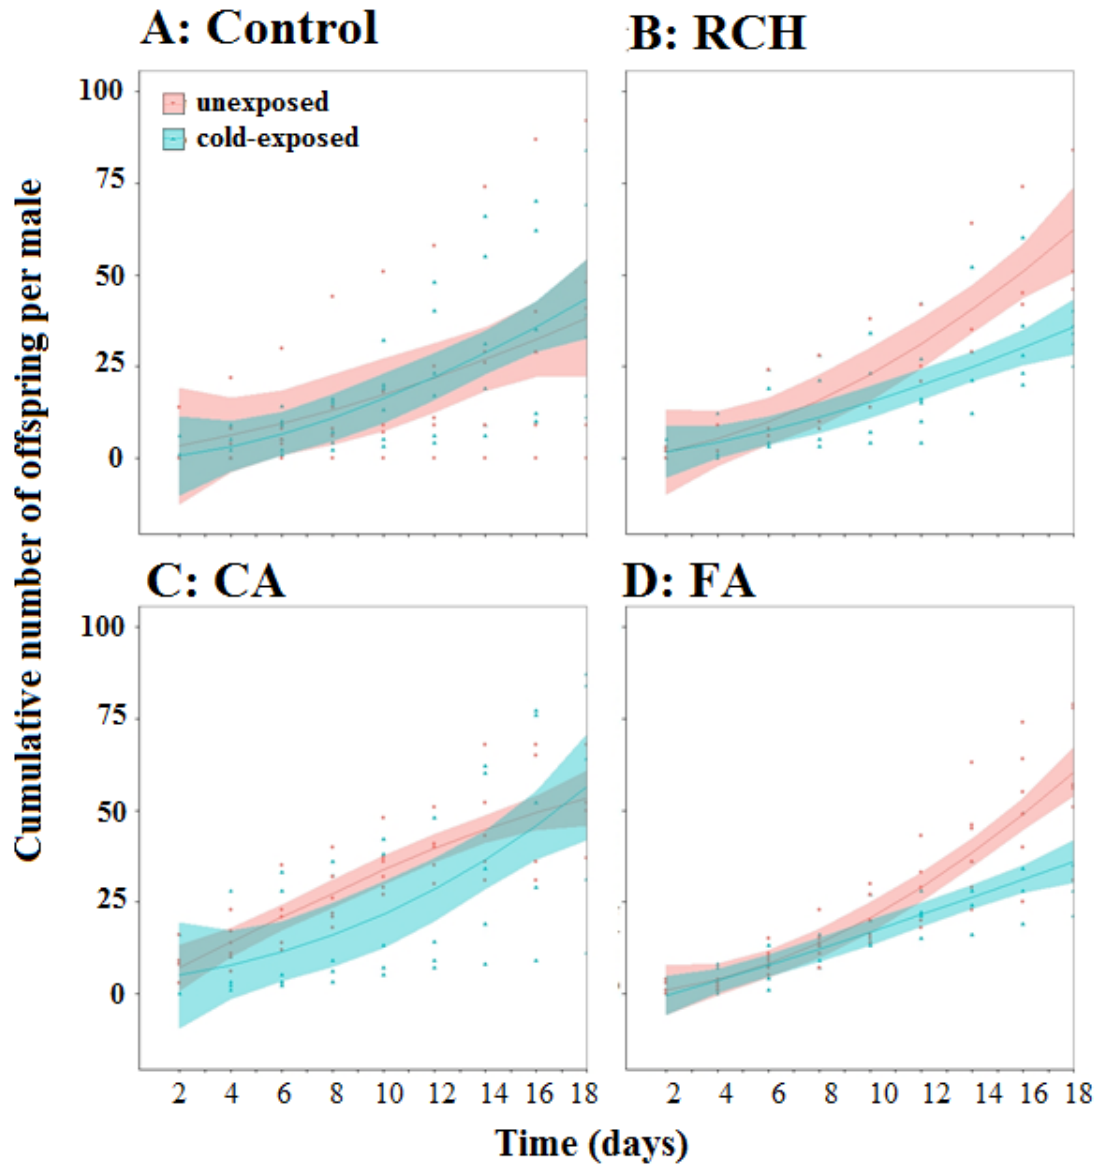 A: Control
B: RCH
100
75
50
25
0
unexposed
cold-exposed
C: CA
D: FA
100
75
50
25
0
2 4 6 8 10 12 14 16 18
2 4 6 8 10 12 14 16 18
Time (days)
Cumulative number of offspring per male